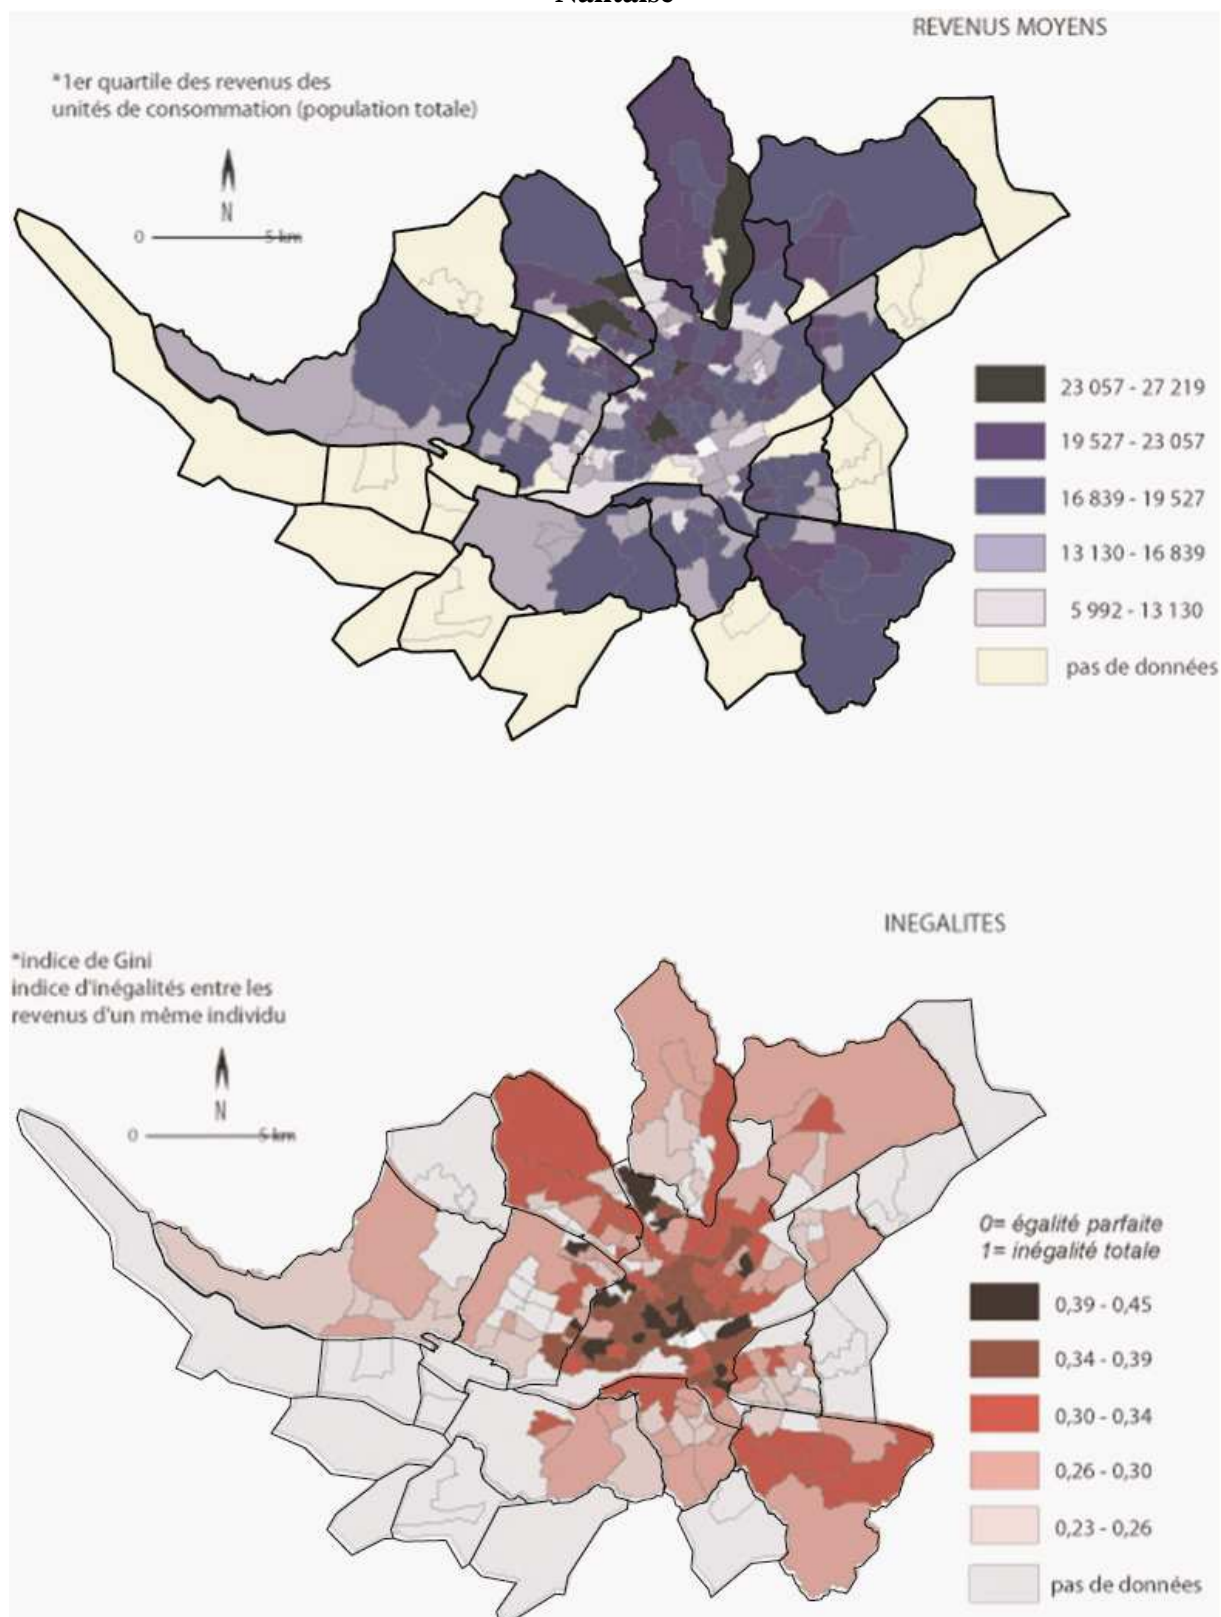 Nantaise
REVENUS MOYENS
*1er quartile des revenus des
unités de consommation (population totale)
N
0 5 km
23 057 - 27 219
19 527 - 23 057
16 839 - 19 527
13 130 - 16 839
5 992 - 13 130
pas de données
INEGALITES
*indice de Gini
indice d'inégalités entre les
revenus d'un même individu
N
0 5 km
0= égalité parfaite
1= inégalité totale
0,39 - 0,45
0,34 - 0,39
0,30 - 0,34
0,26 - 0,30
0,23 - 0,26
pas de données